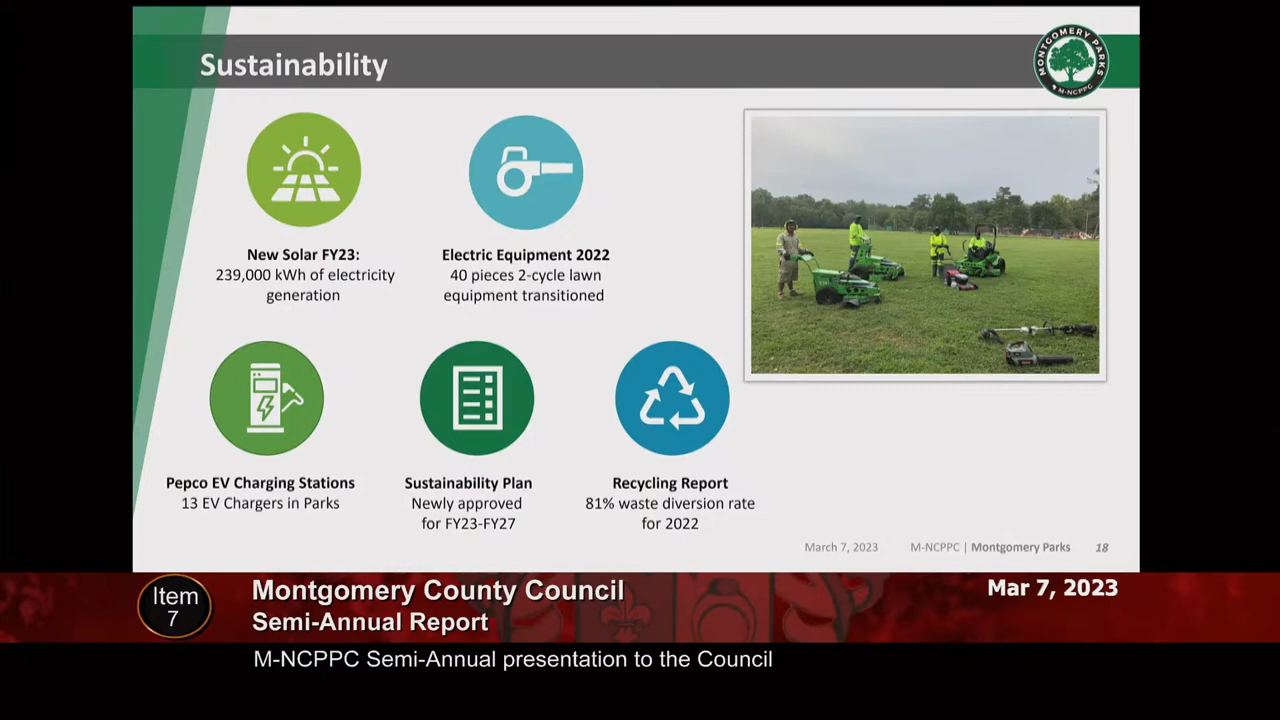 Sustainability
MONTGOMERY PARKS
M-NCPPC
New Solar FY23:
239,000 kWh of electricity
generation
Electric Equipment 2022
40 pieces 2-cycle lawn
equipment transitioned
Pepco EV Charging Stations
13 EV Chargers in Parks
Sustainability Plan
Newly approved
for FY23-FY27
Recycling Report
81% waste diversion rate
for 2022
March 7, 2023 M-NCPPC | Montgomery Parks 18
Item
7
Montgomery County Council
Semi-Annual Report
Mar 7, 2023
M-NCPPC Semi-Annual presentation to the Council